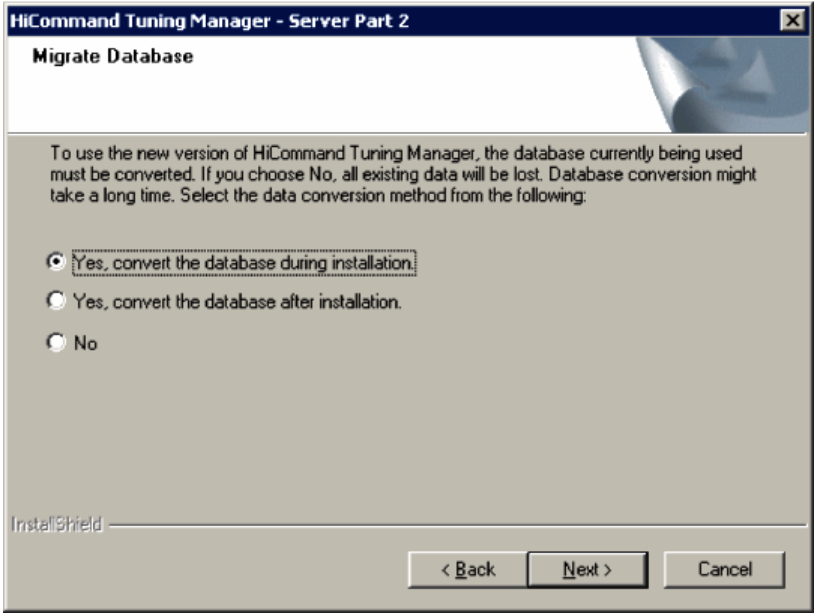 HiCommand Tuning Manager - Server Part 2
Migrate Database
To use the new version of HiCommand Tuning Manager, the database currently being used
must be converted. If you choose No, all existing data will be lost. Database conversion might
take a long time. Select the data conversion method from the following:
Yes, convert the database during installation.
Yes, convert the database after installation.
No
InstallShield
< Back Next > Cancel